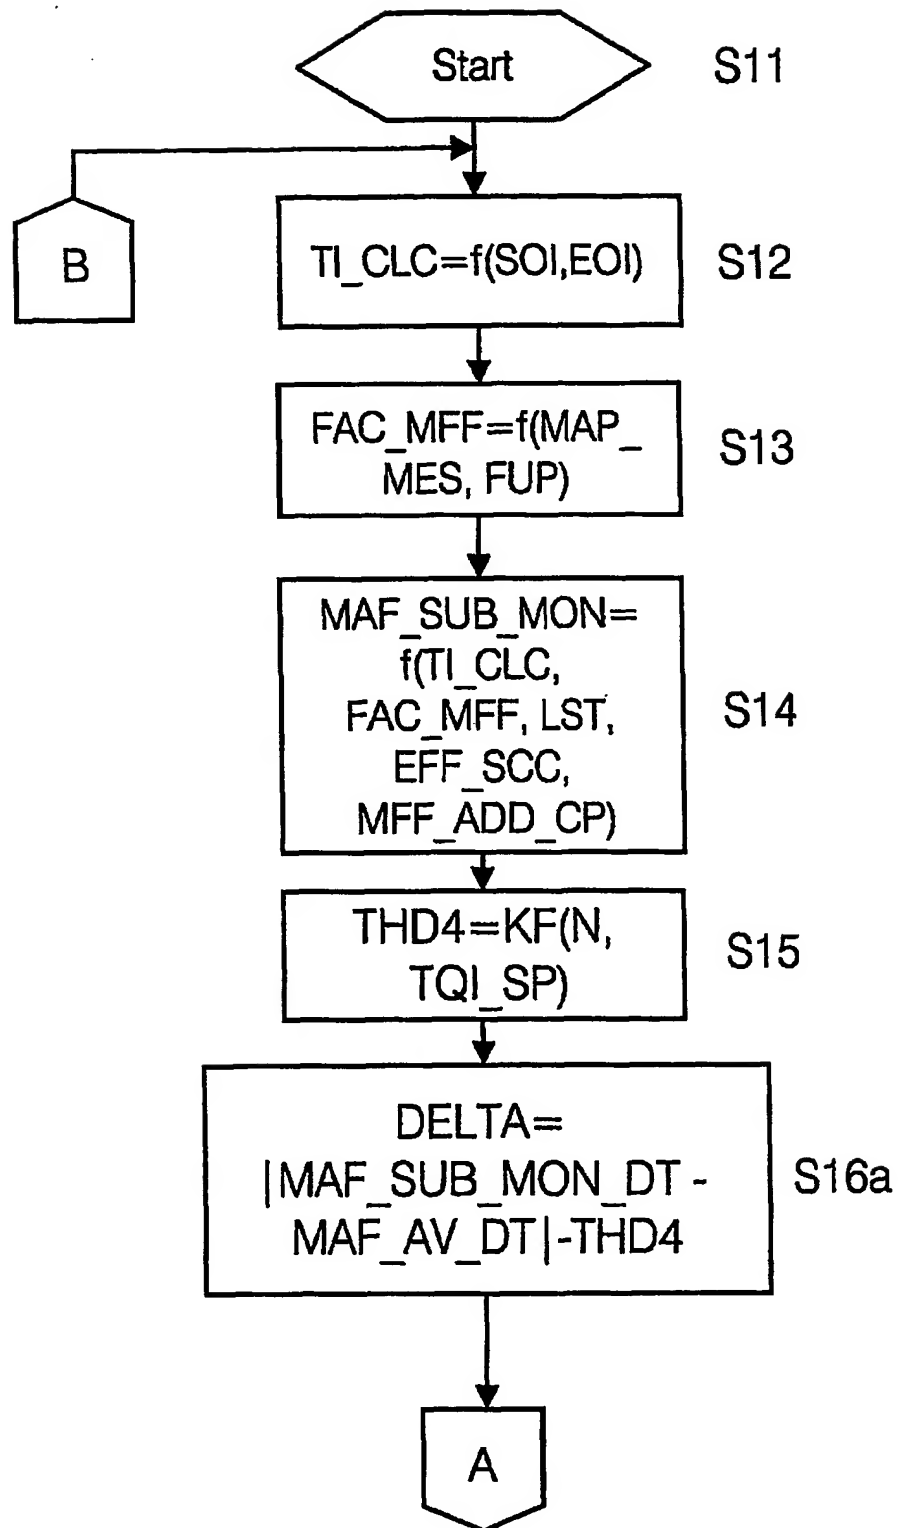 Start
S11
B
TI_CLC=f(SOI,EOI)
S12
FAC_MFF=f(MAP_
MES, FUP)
S13
MAF_SUB_MON=
f(TI_CLC,
FAC_MFF, LST,
EFF_SCC,
MFF_ADD_CP)
S14
THD4=KF(N,
TQI_SP)
S15
DELTA=
|MAF_SUB_MON_DT -
MAF_AV_DT|-THD4
S16a
A